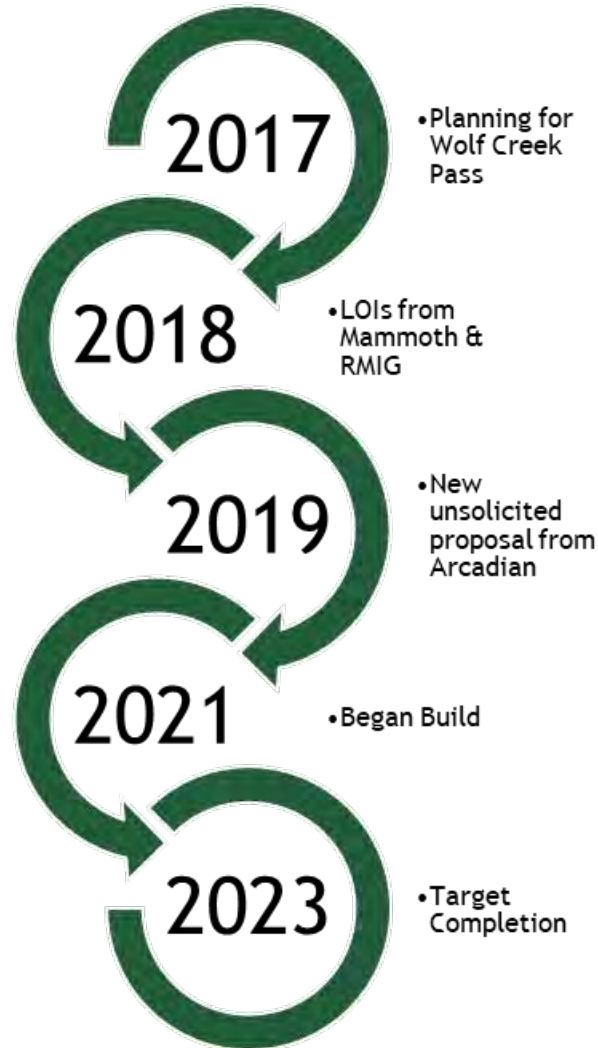 2017
•Planning for
Wolf Creek
Pass
2018
•LOIs from
Mammoth &
RMIG
2019
•New
unsolicited
proposal from
Arcadian
2021
•Began Build
2023
•Target
Completion